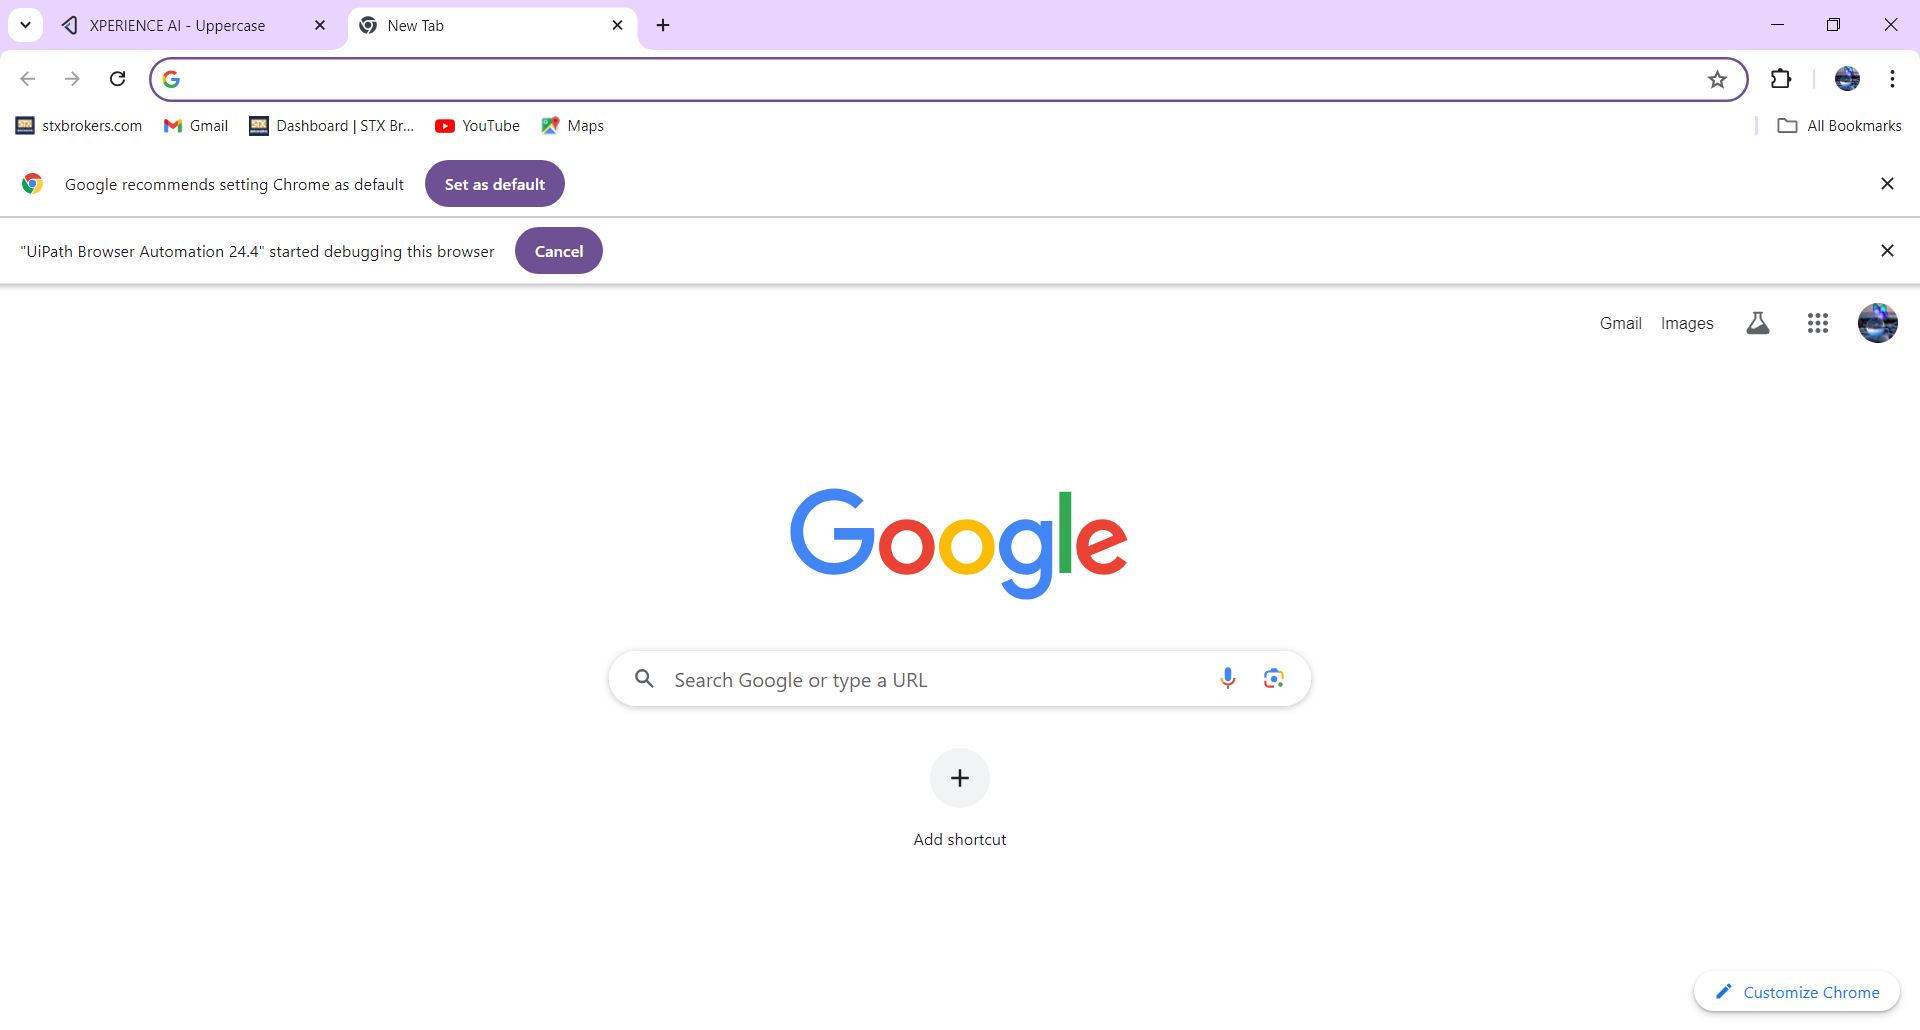 XPERIENCE AI - Uppercase
New Tab
stxbrokers.com
Gmail
Dashboard | STX Br...
YouTube
Maps
All Bookmarks
Google recommends setting Chrome as default
Set as default
"UiPath Browser Automation 24.4" started debugging this browser
Cancel
Gmail
Images
Google
Search Google or type a URL
Add shortcut
Customize Chrome